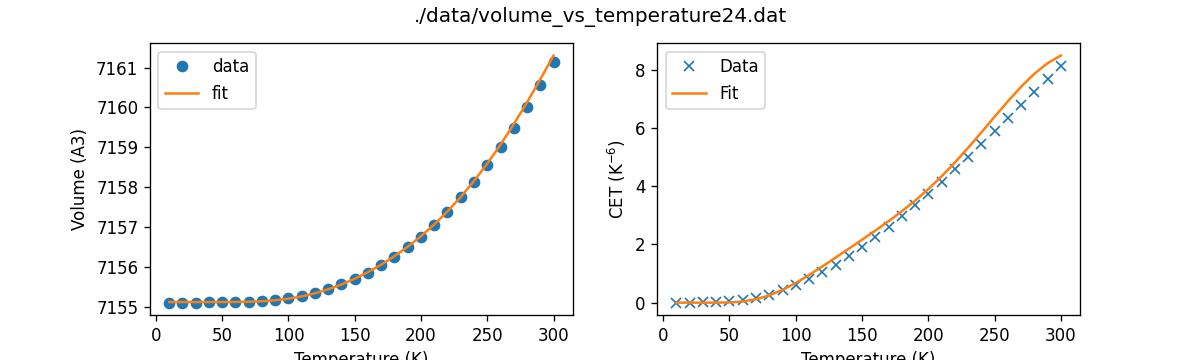 ./data/volume_vs_temperature24.dat
data
fit
Volume (A3)
7161
7160
7159
7158
7157
7156
7155
0 50 100 150 200 250 300
Temperature (K)
Data
Fit
CET (K⁻⁶)
8
6
4
2
0
0 50 100 150 200 250 300
Temperature (K)